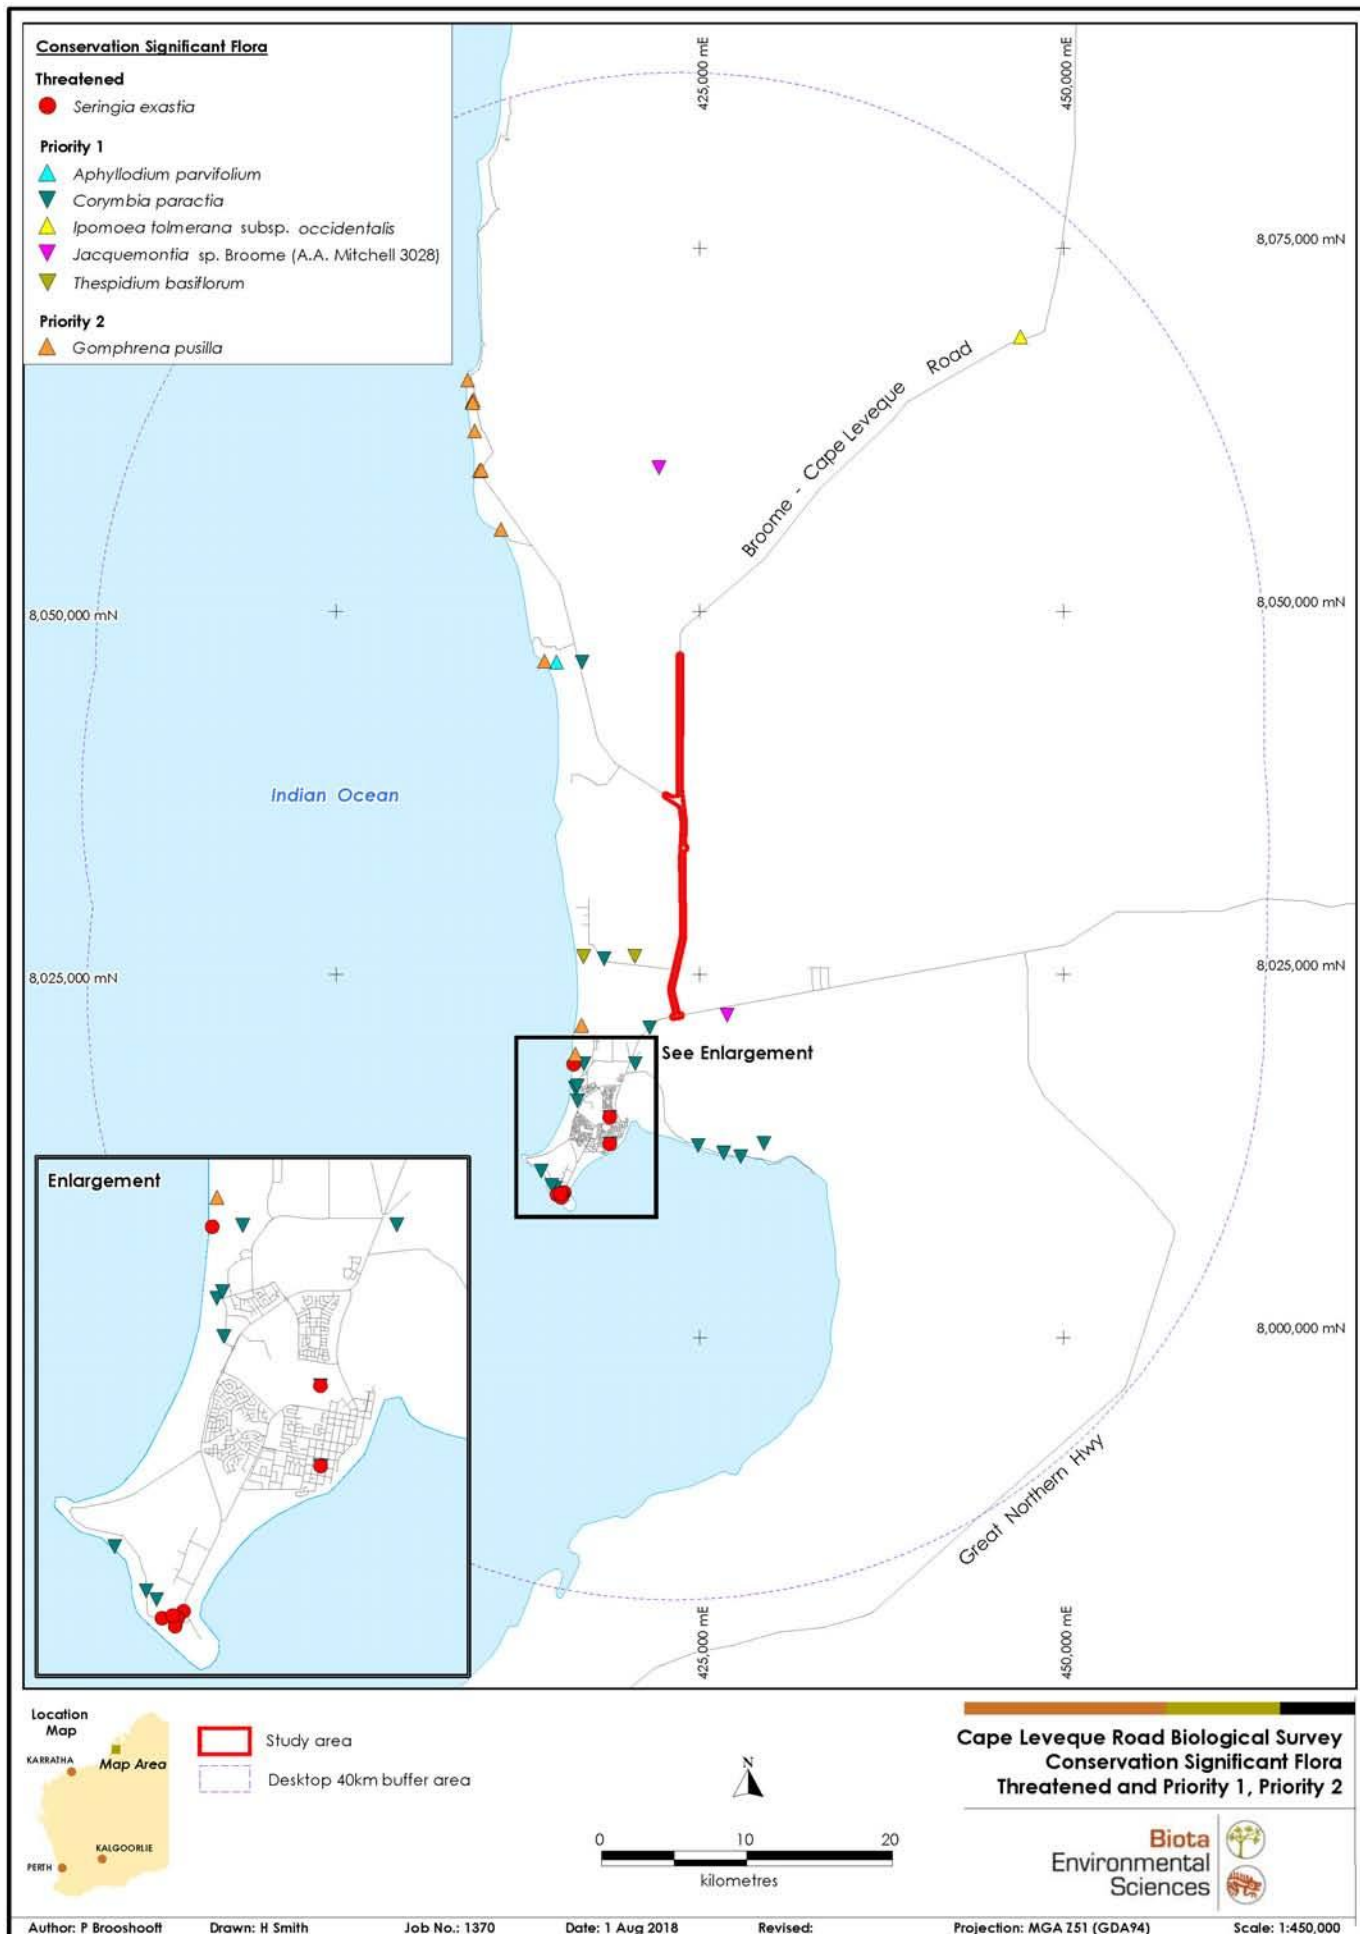 Conservation Significant Flora
Threatened
Seringia exastia
Priority 1
Aphyllodium parvifolium
Corymbia paractia
Ipomoea tolmerana subsp. occidentalis
Jacquemontia sp. Broome (A.A. Mitchell 3028)
Thespidium basiflorum
Priority 2
Gomphrena pusilla
425,000 mE
450,000 mE
8,075,000 mN
Broome - Cape Leveque Road
8,050,000 mN
8,050,000 mN
Indian Ocean
8,025,000 mN
8,025,000 mN
See Enlargement
Enlargement
8,000,000 mN
Great Northern Hwy
425,000 mE
450,000 mE
Location
Map
KARRATHA
Map Area
KALGOORLIE
PERTH
Study area
Desktop 40km buffer area
N
0 10 20
kilometres
Cape Leveque Road Biological Survey
Conservation Significant Flora
Threatened and Priority 1, Priority 2
Biota
Environmental
Sciences
Author: P Brooshooft Drawn: H Smith Job No.: 1370 Date: 1 Aug 2018 Revised: Projection: MGA Z51 (GDA94) Scale: 1:450,000